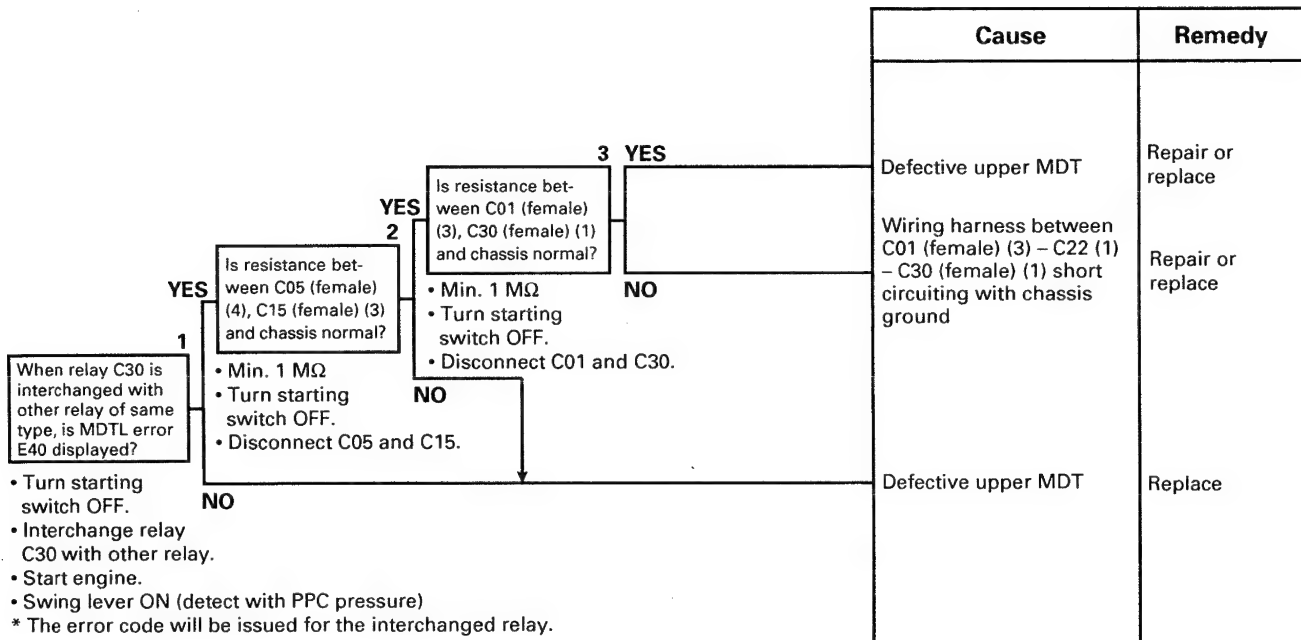 Cause
Remedy
3 YES
Is resistance bet-
ween C01 (female)
(3), C30 (female) (1)
and chassis normal?
Defective upper MDT
Repair or
replace
YES
2
Is resistance bet-
ween C05 (female)
(4), C15 (female) (3)
and chassis normal?
• Min. 1 MΩ
• Turn starting
switch OFF.
• Disconnect C01 and C30.
NO
Wiring harness between
C01 (female) (3) – C22 (1)
– C30 (female) (1) short
circuiting with chassis
ground
Repair or
replace
YES
1
When relay C30 is
interchanged with
other relay of same
type, is MDTL error
E40 displayed?
• Min. 1 MΩ
• Turn starting
switch OFF.
• Disconnect C05 and C15.
NO
• Turn starting
switch OFF.
• Interchange relay
C30 with other relay.
• Start engine.
• Swing lever ON (detect with PPC pressure)
* The error code will be issued for the interchanged relay.
NO
Defective upper MDT
Replace